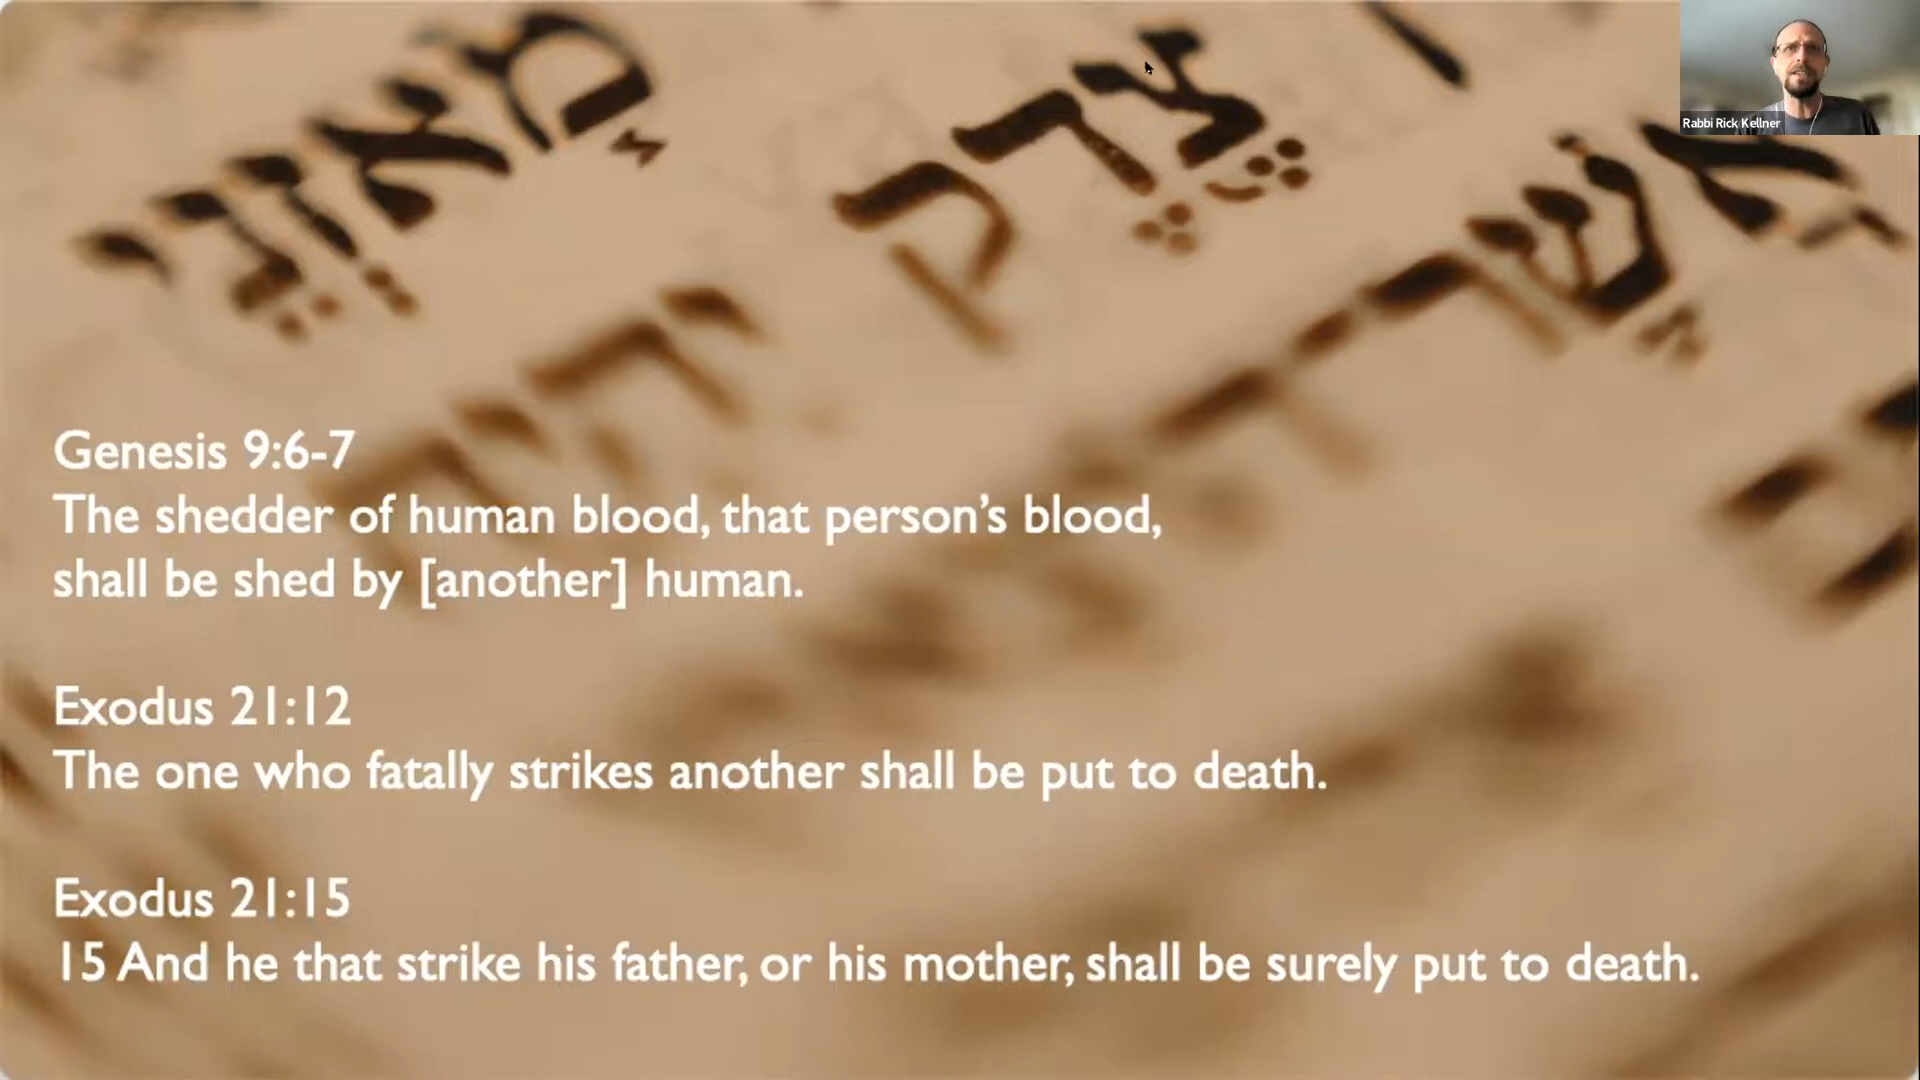 מֹאזְנֵי
צֶדֶק
אֲשֶׁר
Rabbi Rick Kellner
Genesis 9:6-7
The shedder of human blood, that person’s blood,
shall be shed by [another] human.
Exodus 21:12
The one who fatally strikes another shall be put to death.
Exodus 21:15
15 And he that strike his father, or his mother, shall be surely put to death.